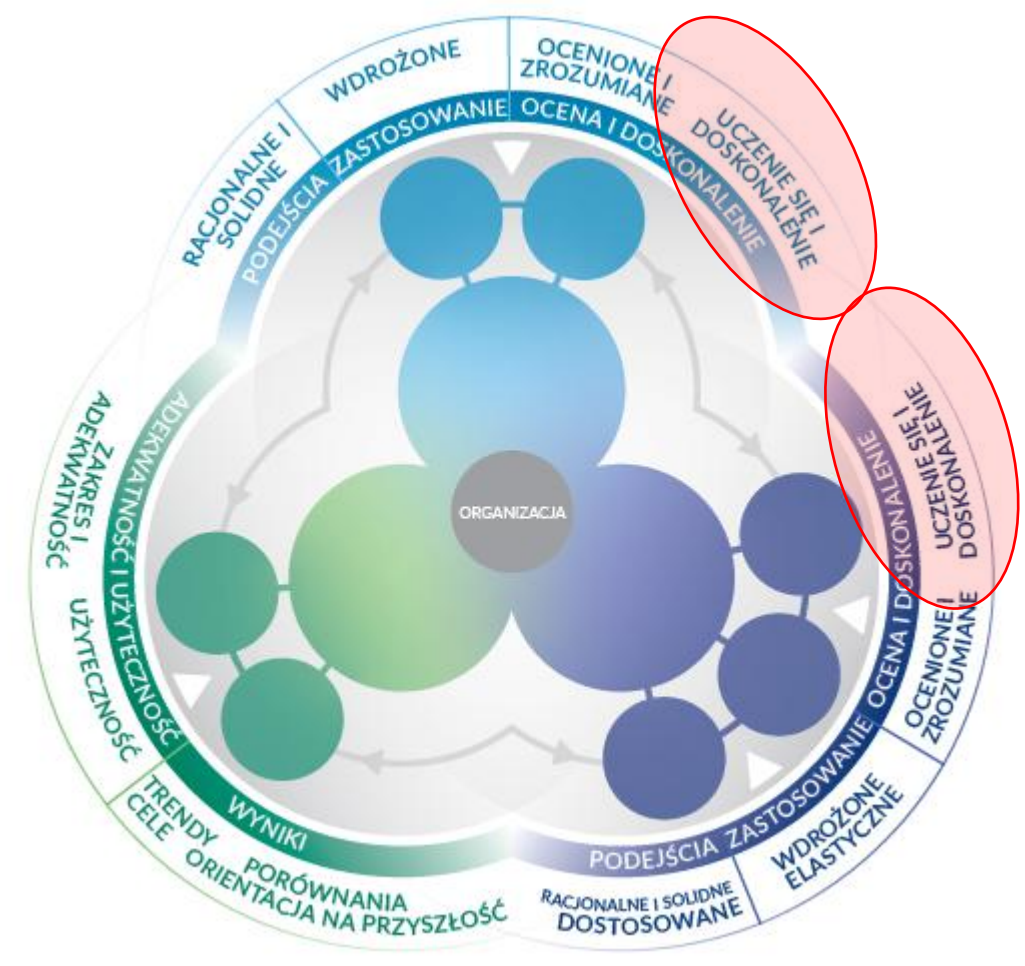 RACJONALNE I
SOLIDNE
WDROŻONE
OCENIONE I
ZROZUMIANE
UCZENIE SIĘ I
DOSKONALENIE
PODEJŚCIA
ZASTOSOWANIE
OCENA I DOSKONALENIE
UCZENIE SIĘ I
DOSKONALENIE
OCENIONE I
ZROZUMIANE
OCENA I DOSKONALENIE
WDROŻONE
ELASTYCZNE
ZASTOSOWANIE
PODEJŚCIA
RACJONALNE I SOLIDNE
DOSTOSOWANE
ORGANIZACJA
ZAKRES I
ADEKWATNOŚĆ
UŻYTECZNOŚĆ
ADEKWATNOŚĆ I UŻYTECZNOŚĆ
WYNIKI
TRENDY
CELE
PORÓWNANIA
ORIENTACJA NA PRZYSZŁOŚĆ